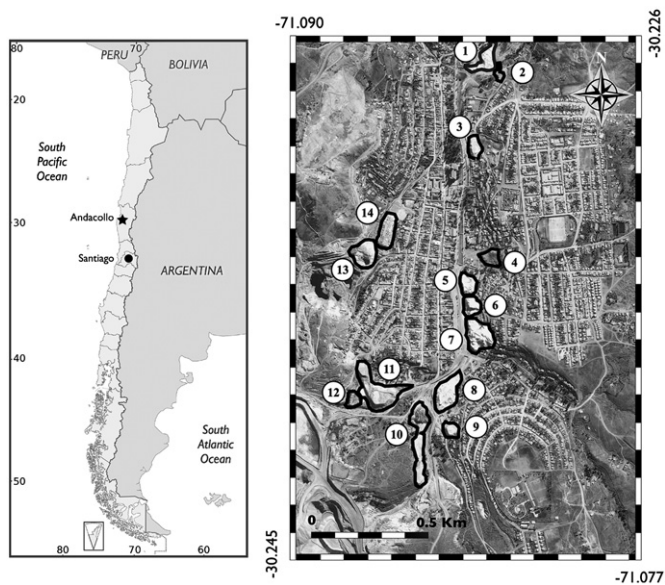 80
70
PERU
BOLIVIA
20
South
Pacific
Ocean
Andacollo
30
Santiago
ARGENTINA
40
South
Atlantic
Ocean
50
80
70
60
-71.090
-30.226
1
2
N
3
14
13
4
5
6
7
11
12
8
10
9
0
0.5 Km
-30.245
-71.077